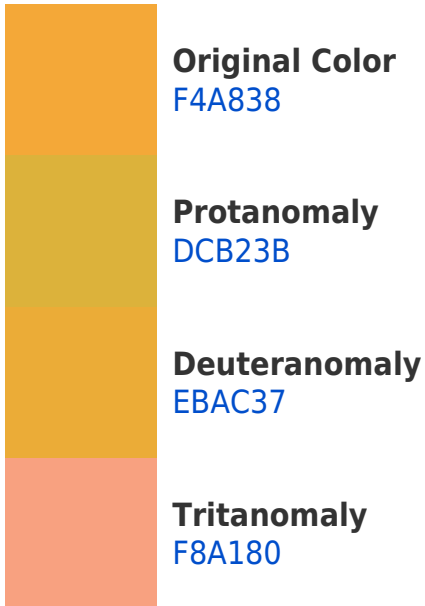 Original Color
F4A838
Protanomaly
DCB23B
Deuteranomaly
EBAC37
Tritanomaly
F8A180